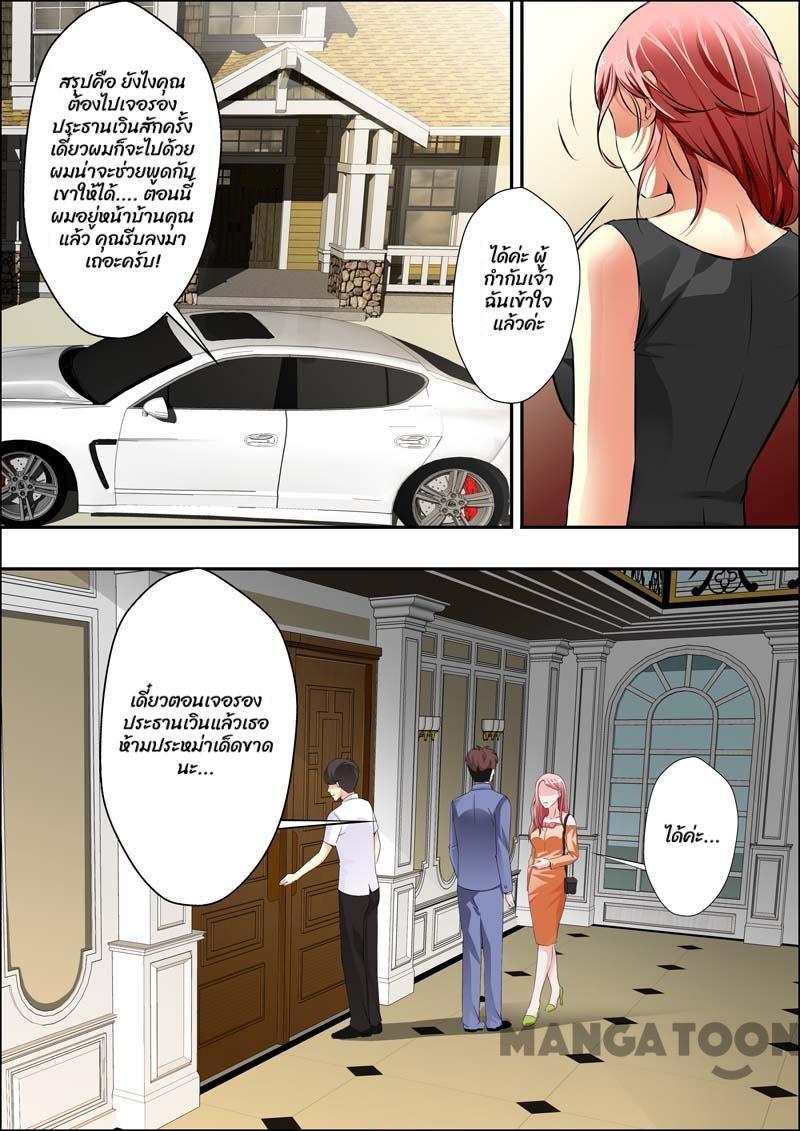 สรุปคือ ยังไงคุณ
ต้องไปเจอรอง
ประธานเวินสักครั้ง
เดี๋ยวผมก็จะไปด้วย
ผมน่าจะช่วยพูดกับ
เขาให้ได้.... ตอนนี้
ผมอยู่หน้าบ้านคุณ
แล้ว คุณรีบลงมา
เถอะครับ!
ได้ค่ะ ผู้
กำกับเจ้า
ฉันเข้าใจ
แล้วค่ะ
เดี๋ยวตอนเจอรอง
ประธานเวินแล้วเธอ
ห้ามประหม่าเด็ดขาด
นะ...
ได้ค่ะ...
MANGATOON